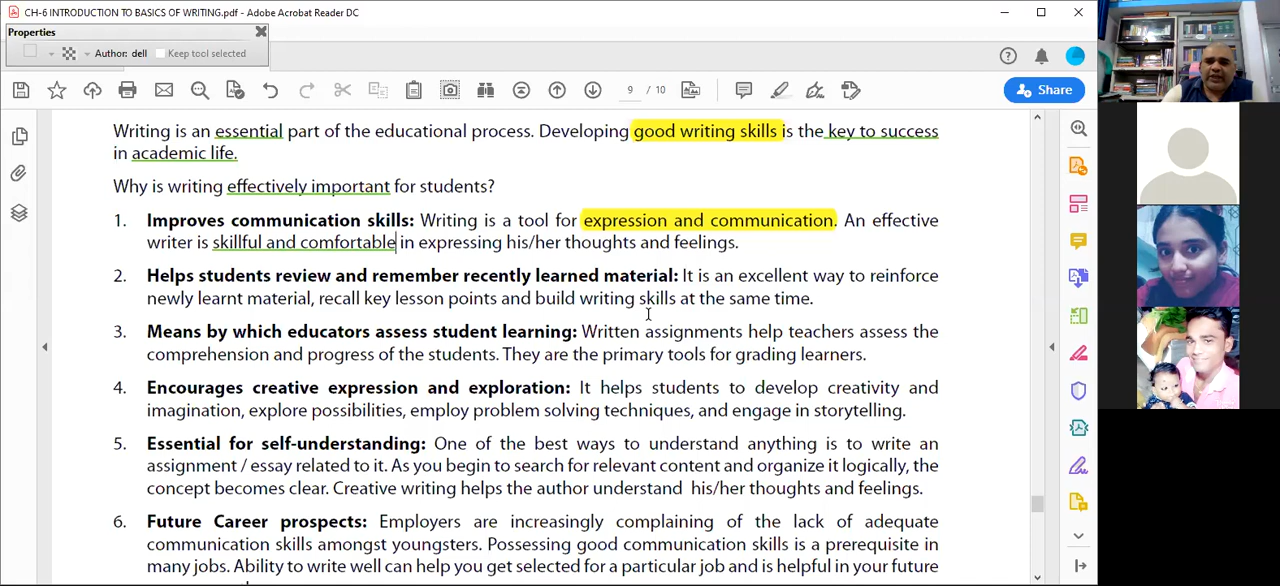 CH-6 INTRODUCTION TO BASICS OF WRITING.pdf - Adobe Acrobat Reader DC
Properties
Author: dell
Keep tool selected
9 / 10
Share
Writing is an essential part of the educational process. Developing good writing skills is the key to success
in academic life.
Why is writing effectively important for students?
1. Improves communication skills: Writing is a tool for expression and communication. An effective
writer is skillful and comfortable in expressing his/her thoughts and feelings.
2. Helps students review and remember recently learned material: It is an excellent way to reinforce
newly learnt material, recall key lesson points and build writing skills at the same time.
3. Means by which educators assess student learning: Written assignments help teachers assess the
comprehension and progress of the students. They are the primary tools for grading learners.
4. Encourages creative expression and exploration: It helps students to develop creativity and
imagination, explore possibilities, employ problem solving techniques, and engage in storytelling.
5. Essential for self-understanding: One of the best ways to understand anything is to write an
assignment / essay related to it. As you begin to search for relevant content and organize it logically, the
concept becomes clear. Creative writing helps the author understand his/her thoughts and feelings.
6. Future Career prospects: Employers are increasingly complaining of the lack of adequate
communication skills amongst youngsters. Possessing good communication skills is a prerequisite in
many jobs. Ability to write well can help you get selected for a particular job and is helpful in your future